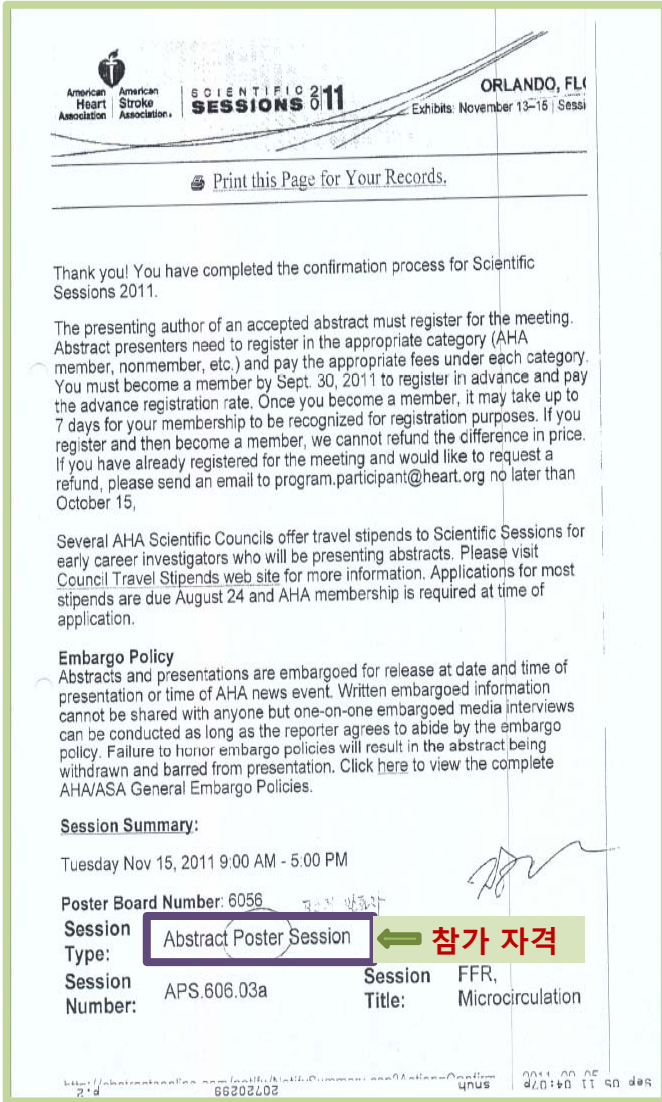 American Heart Association
American Stroke Association®
SCIENTIFIC SESSIONS 2011
ORLANDO, FL
Exhibits: November 13–15 | Sessi
Print this Page for Your Records.
Thank you! You have completed the confirmation process for Scientific
Sessions 2011.
The presenting author of an accepted abstract must register for the meeting.
Abstract presenters need to register in the appropriate category (AHA
member, nonmember, etc.) and pay the appropriate fees under each category.
You must become a member by Sept. 30, 2011 to register in advance and pay
the advance registration rate. Once you become a member, it may take up to
7 days for your membership to be recognized for registration purposes. If you
register and then become a member, we cannot refund the difference in price.
If you have already registered for the meeting and would like to request a
refund, please send an email to program.participant@heart.org no later than
October 15,
Several AHA Scientific Councils offer travel stipends to Scientific Sessions for
early career investigators who will be presenting abstracts. Please visit
Council Travel Stipends web site for more information. Applications for most
stipends are due August 24 and AHA membership is required at time of
application.
Embargo Policy
Abstracts and presentations are embargoed for release at date and time of
presentation or time of AHA news event. Written embargoed information
cannot be shared with anyone but one-on-one embargoed media interviews
can be conducted as long as the reporter agrees to abide by the embargo
policy. Failure to honor embargo policies will result in the abstract being
withdrawn and barred from presentation. Click here to view the complete
AHA/ASA General Embargo Policies.
Session Summary:
Tuesday Nov 15, 2011 9:00 AM - 5:00 PM
Poster Board Number: 6056
Session Type: Abstract Poster Session
참가 자격
Session Number: APS.606.03a
Session Title: FFR, Microcirculation
Sep 05 11 04:07p
sunh
p.2